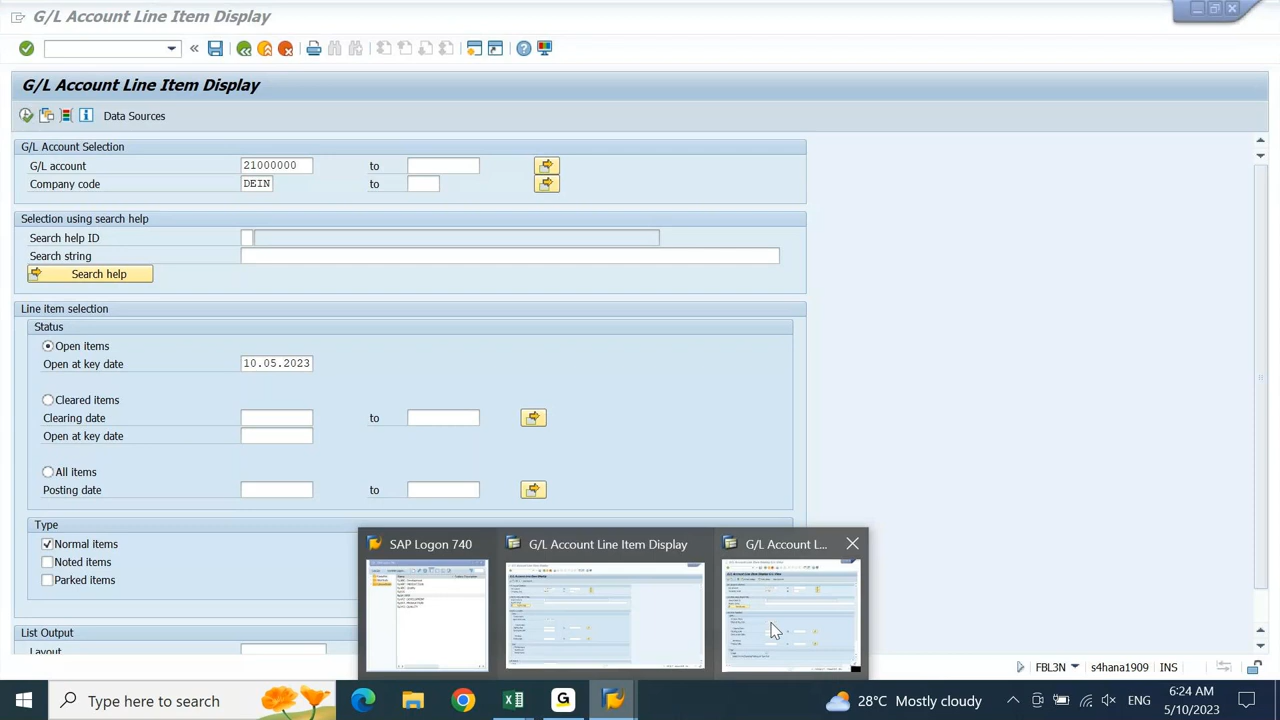 G/L Account Line Item Display
G/L Account Line Item Display
Data Sources
G/L Account Selection
G/L account 21000000 to
Company code DEIN to
Selection using search help
Search help ID
Search string
Search help
Line item selection
Status
Open items
Open at key date 10.05.2023
Cleared items
Clearing date to
Open at key date
All items
Posting date to
Type
Normal items
Noted items
Parked items
List Output
Layout
SAP Logon 740
G/L Account Line Item Display
G/L Account L...
FBL3N
s4hana1909
INS
Type here to search
28°C Mostly cloudy
ENG
6:24 AM
5/10/2023